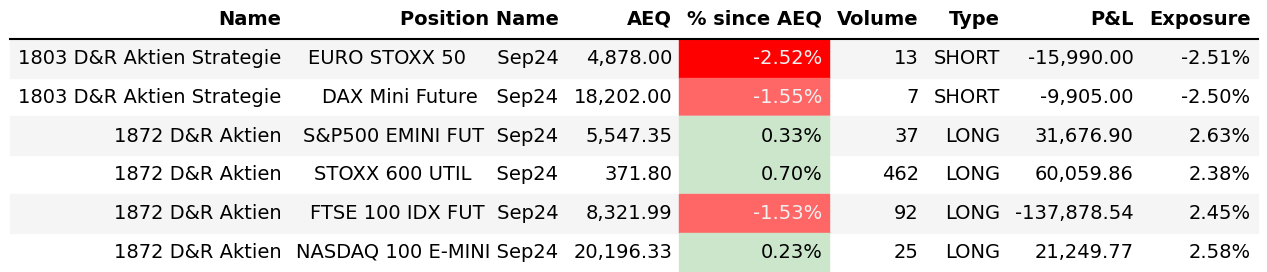 Name Position Name AEQ % since AEQ Volume Type P&L Exposure
1803 D&R Aktien Strategie EURO STOXX 50 Sep24 4,878.00 -2.52% 13 SHORT -15,990.00 -2.51%
1803 D&R Aktien Strategie DAX Mini Future Sep24 18,202.00 -1.55% 7 SHORT -9,905.00 -2.50%
1872 D&R Aktien S&P500 EMINI FUT Sep24 5,547.35 0.33% 37 LONG 31,676.90 2.63%
1872 D&R Aktien STOXX 600 UTIL Sep24 371.80 0.70% 462 LONG 60,059.86 2.38%
1872 D&R Aktien FTSE 100 IDX FUT Sep24 8,321.99 -1.53% 92 LONG -137,878.54 2.45%
1872 D&R Aktien NASDAQ 100 E-MINI Sep24 20,196.33 0.23% 25 LONG 21,249.77 2.58%